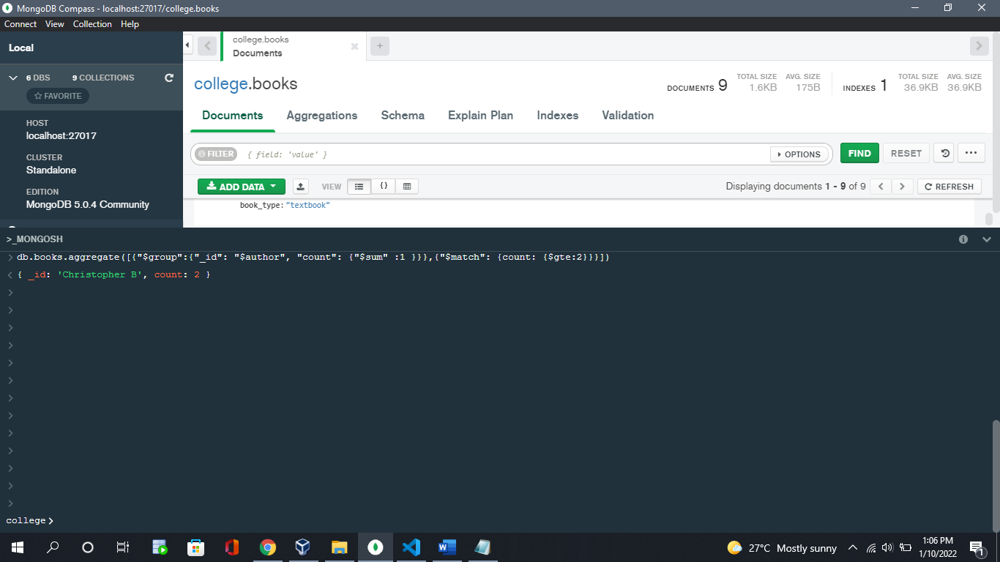 MongoDB Compass - localhost:27017/college.books
Connect View Collection Help
Local
6 DBS 9 COLLECTIONS
FAVORITE
HOST
localhost:27017
CLUSTER
Standalone
EDITION
MongoDB 5.0.4 Community
college.books
Documents
+
college.books
DOCUMENTS 9 TOTAL SIZE 1.6KB AVG. SIZE 175B INDEXES 1 TOTAL SIZE 36.9KB AVG. SIZE 36.9KB
Documents Aggregations Schema Explain Plan Indexes Validation
FILTER { field: 'value' } OPTIONS FIND RESET ...
ADD DATA VIEW {} Displaying documents 1 - 9 of 9 < > REFRESH
book_type: "textbook"
>_MONGOSH
> db.books.aggregate([{"$group":{"_id": "$author", "count": {"$sum" :1 }}},{"$match": {count: {$gte:2}}}])
< { _id: 'Christopher B', count: 2 }
>
>
>
>
>
>
>
>
>
>
>
>
>
college >
27°C Mostly sunny
1:06 PM
1/10/2022
1